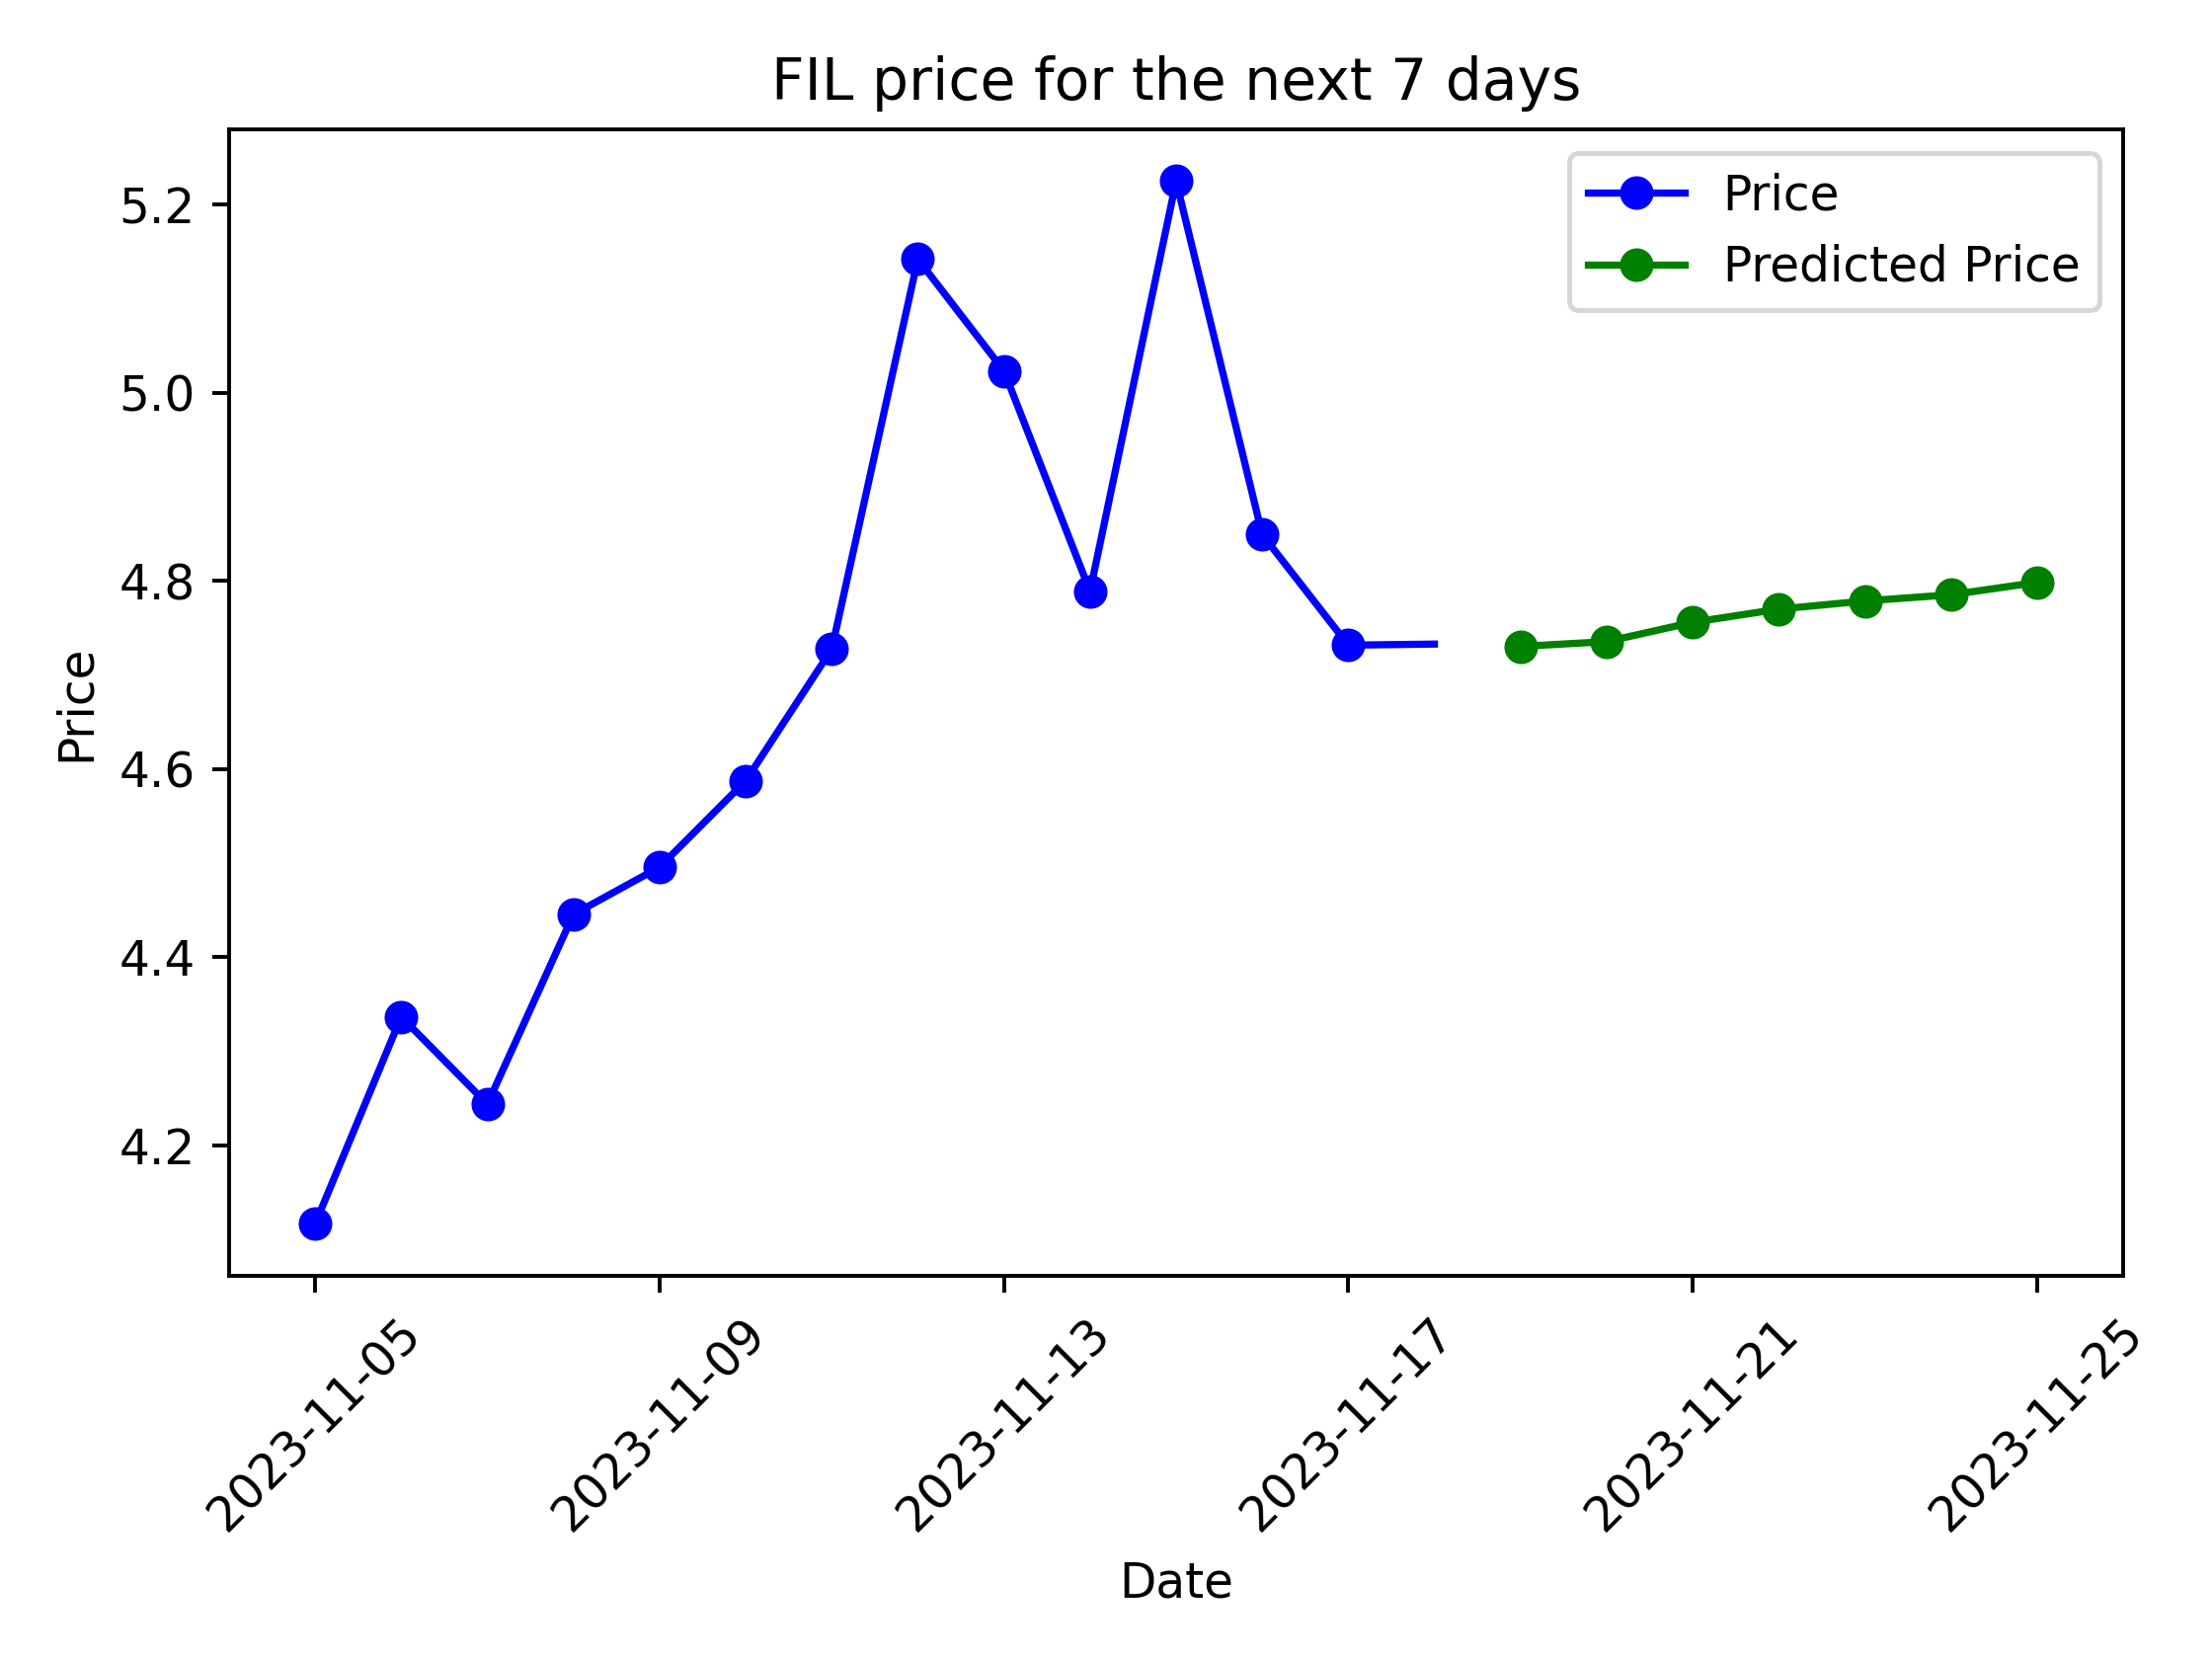 FIL price for the next 7 days
Price
Predicted Price
5.2
5.0
4.8
4.6
4.4
4.2
Price
2023-11-05
2023-11-09
2023-11-13
2023-11-17
2023-11-21
2023-11-25
Date